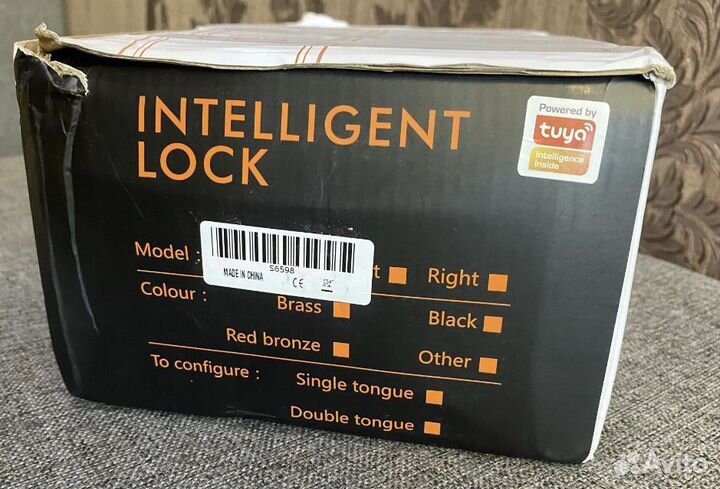 INTELLIGENT
LOCK
Powered by
tuya
Intelligence
Inside
Model :
Right
S6598
MADE IN CHINA
CE
Colour :
Brass
Black
Red bronze
Other
To configure :
Single tongue
Double tongue
Avito